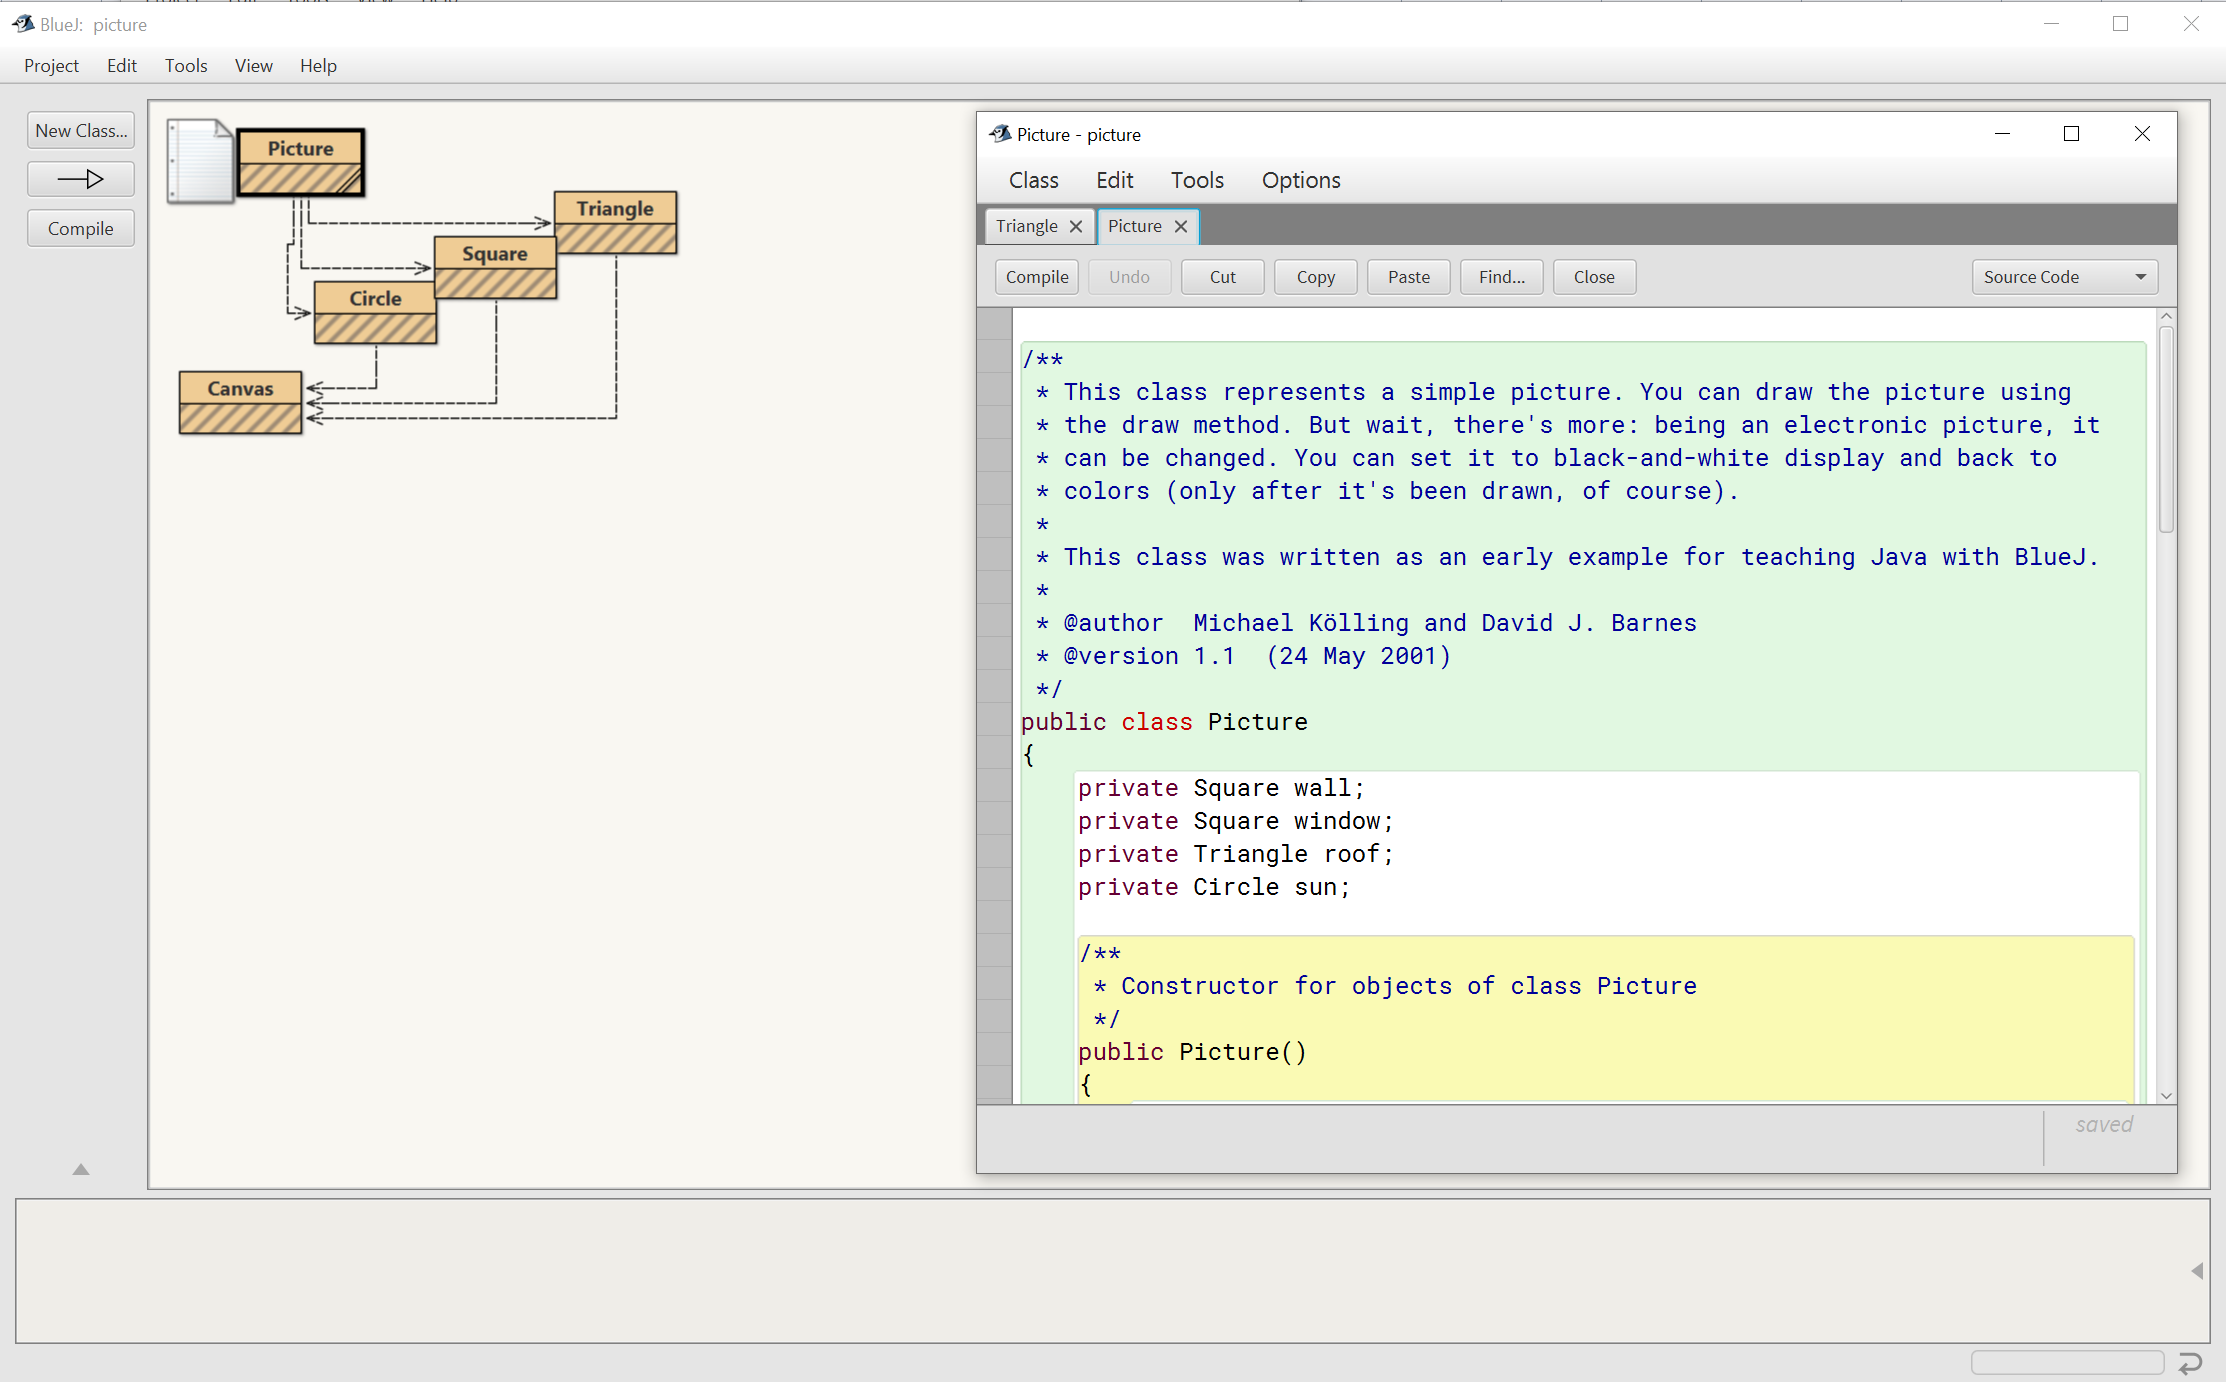 BlueJ: picture
Project Edit Tools View Help
New Class...
Compile
Picture
Triangle
Square
Circle
Canvas
Picture - picture
Class Edit Tools Options
Triangle Picture
Compile Undo Cut Copy Paste Find... Close Source Code
/**
* This class represents a simple picture. You can draw the picture using
* the draw method. But wait, there's more: being an electronic picture, it
* can be changed. You can set it to black-and-white display and back to
* colors (only after it's been drawn, of course).
*
* This class was written as an early example for teaching Java with BlueJ.
*
* @author  Michael Kölling and David J. Barnes
* @version 1.1  (24 May 2001)
*/
public class Picture
{
private Square wall;
private Square window;
private Triangle roof;
private Circle sun;
/**
* Constructor for objects of class Picture
*/
public Picture()
{
saved